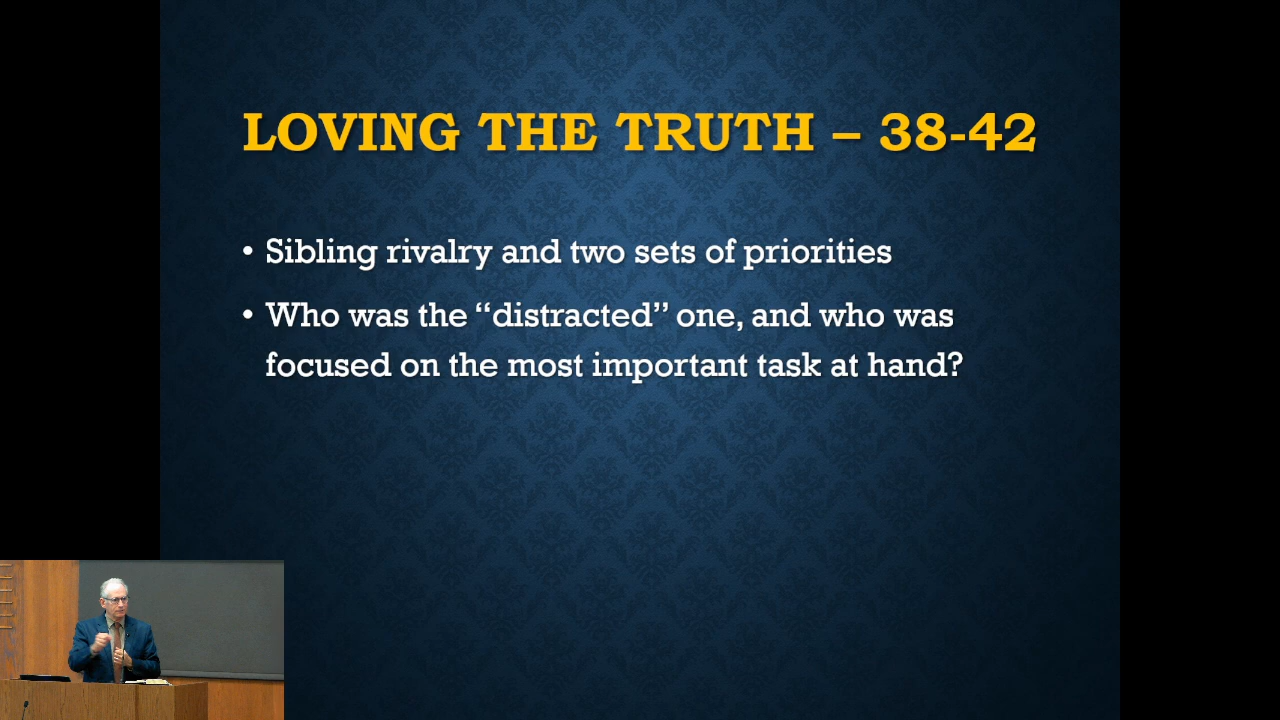 LOVING THE TRUTH – 38-42
• Sibling rivalry and two sets of priorities
• Who was the “distracted” one, and who was
focused on the most important task at hand?